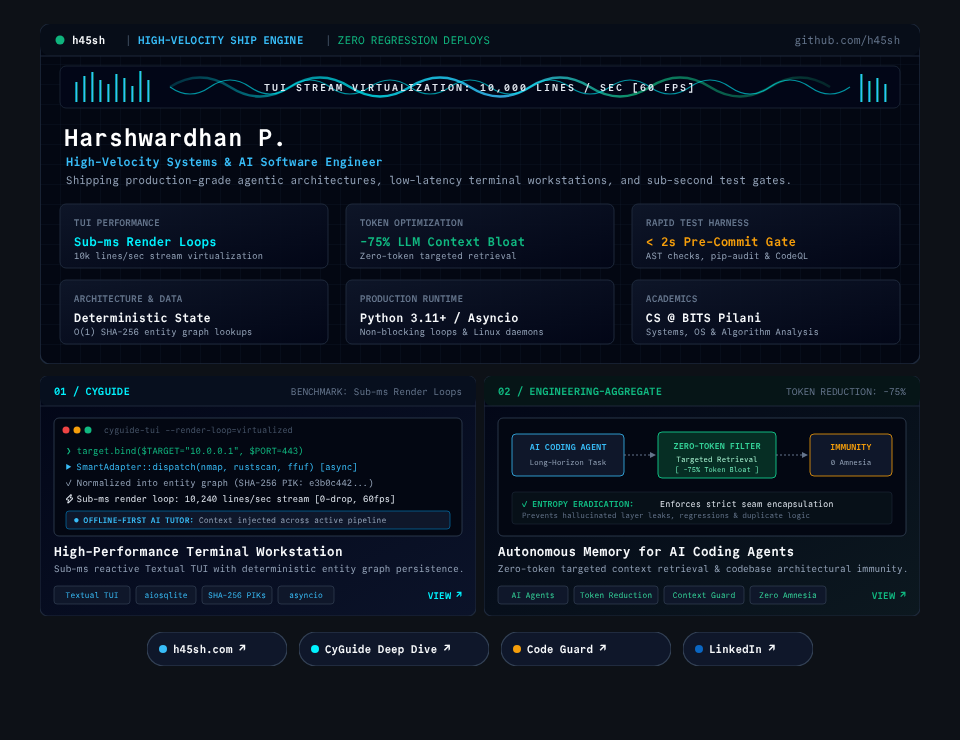 h45sh | HIGH-VELOCITY SHIP ENGINE | ZERO REGRESSION DEPLOYS github.com/h45sh
TUI STREAM VIRTUALIZATION: 10,000 LINES / SEC [60 FPS]
Harshwardhan P.
High-Velocity Systems & AI Software Engineer
Shipping production-grade agentic architectures, low-latency terminal workstations, and sub-second test gates.
TUI PERFORMANCE
Sub-ms Render Loops
10k lines/sec stream virtualization
TOKEN OPTIMIZATION
-75% LLM Context Bloat
Zero-token targeted retrieval
RAPID TEST HARNESS
< 2s Pre-Commit Gate
AST checks, pip-audit & CodeQL
ARCHITECTURE & DATA
Deterministic State
O(1) SHA-256 entity graph lookups
PRODUCTION RUNTIME
Python 3.11+ / Asyncio
Non-blocking loops & Linux daemons
ACADEMICS
CS @ BITS Pilani
Systems, OS & Algorithm Analysis
01 / CYGUIDE BENCHMARK: Sub-ms Render Loops
cyguide-tui --render-loop=virtualized
❯ target.bind($TARGET="10.0.0.1", $PORT=443)
▶ SmartAdapter::dispatch(nmap, rustscan, ffuf) [async]
✓ Normalized into entity graph (SHA-256 PIK: e3b0c442...)
⚡ Sub-ms render loop: 10,240 lines/sec stream [0-drop, 60fps]
● OFFLINE-FIRST AI TUTOR: Context injected across active pipeline
High-Performance Terminal Workstation
Sub-ms reactive Textual TUI with deterministic entity graph persistence.
Textual TUI aiosqlite SHA-256 PIKs asyncio VIEW ↗
02 / ENGINEERING-AGGREGATE TOKEN REDUCTION: -75%
AI CODING AGENT
Long-Horizon Task
ZERO-TOKEN FILTER
Targeted Retrieval
[ -75% Token Bloat ]
IMMUNITY
0 Amnesia
✓ ENTROPY ERADICATION: Enforces strict seam encapsulation
Prevents hallucinated layer leaks, regressions & duplicate logic
Autonomous Memory for AI Coding Agents
Zero-token targeted context retrieval & codebase architectural immunity.
AI Agents Token Reduction Context Guard Zero Amnesia VIEW ↗
h45sh.com ↗ CyGuide Deep Dive ↗ Code Guard ↗ LinkedIn ↗